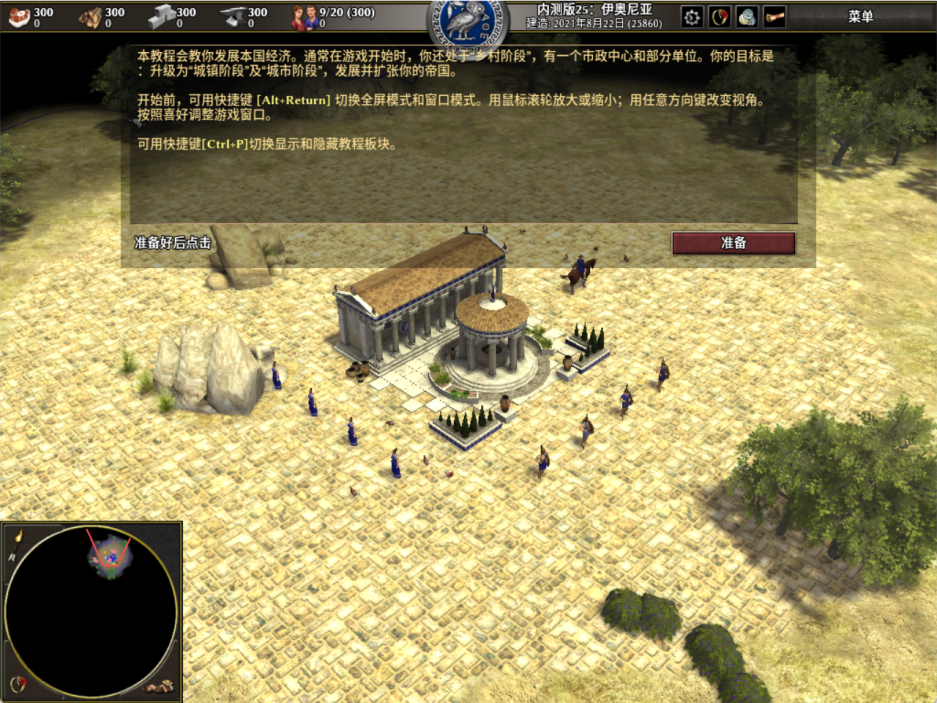 300
0
300
0
300
0
300
0
9/20 (300)
0
内测版25：伊奥尼亚
建造 2021年8月22日 (25860)
菜单
本教程会教你发展本国经济。通常在游戏开始时，你还处于“乡村阶段”，有一个市政中心和部分单位。你的目标是
：升级为“城镇阶段”及“城市阶段”，发展并扩张你的帝国。
开始前，可用快捷键 [Alt+Return] 切换全屏模式和窗口模式。用鼠标滚轮放大或缩小；用任意方向键改变视角。
按照喜好调整游戏窗口。
可用快捷键[Ctrl+P]切换显示和隐藏教程板块。
准备好后点击
准备